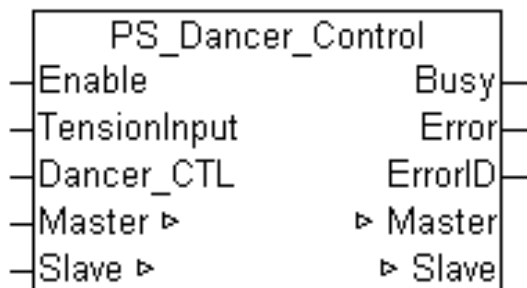 PS_Dancer_Control
Enable Busy
TensionInput Error
Dancer_CTL ErrorID
Master ▷ ▷ Master
Slave ▷ ▷ Slave